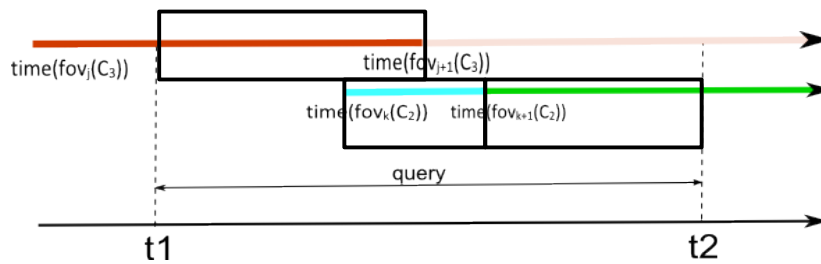 time(fovⱼ(C₃))
time(fovⱼ₊₁(C₃))
time(fovₖ(C₂))
time(fovₖ₊₁(C₂))
query
t1
t2